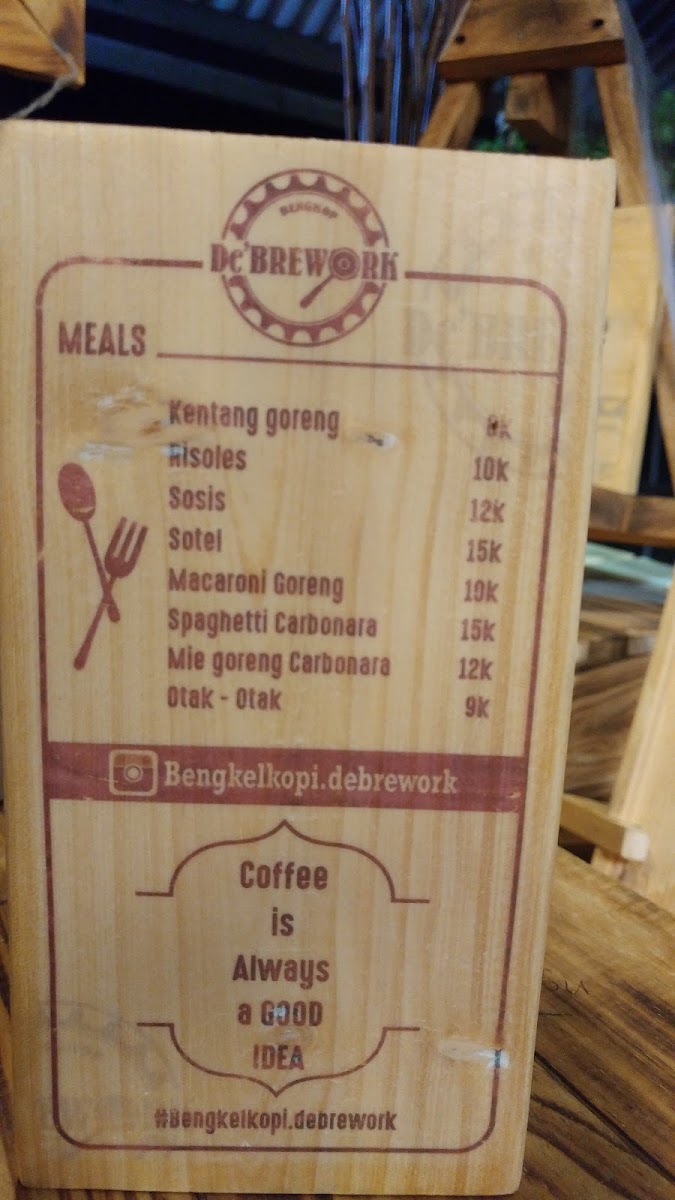 BENGKOP
De'BREWORK
MEALS
Kentang goreng 8k
Risoles 10k
Sosis 12k
Sotel 15k
Macaroni Goreng 10k
Spaghetti Carbonara 15k
Mie goreng Carbonara 12k
Otak - Otak 9k
Bengkelkopi.debrework
Coffee
is
Always
a GOOD
IDEA
#Bengkelkopi.debrework